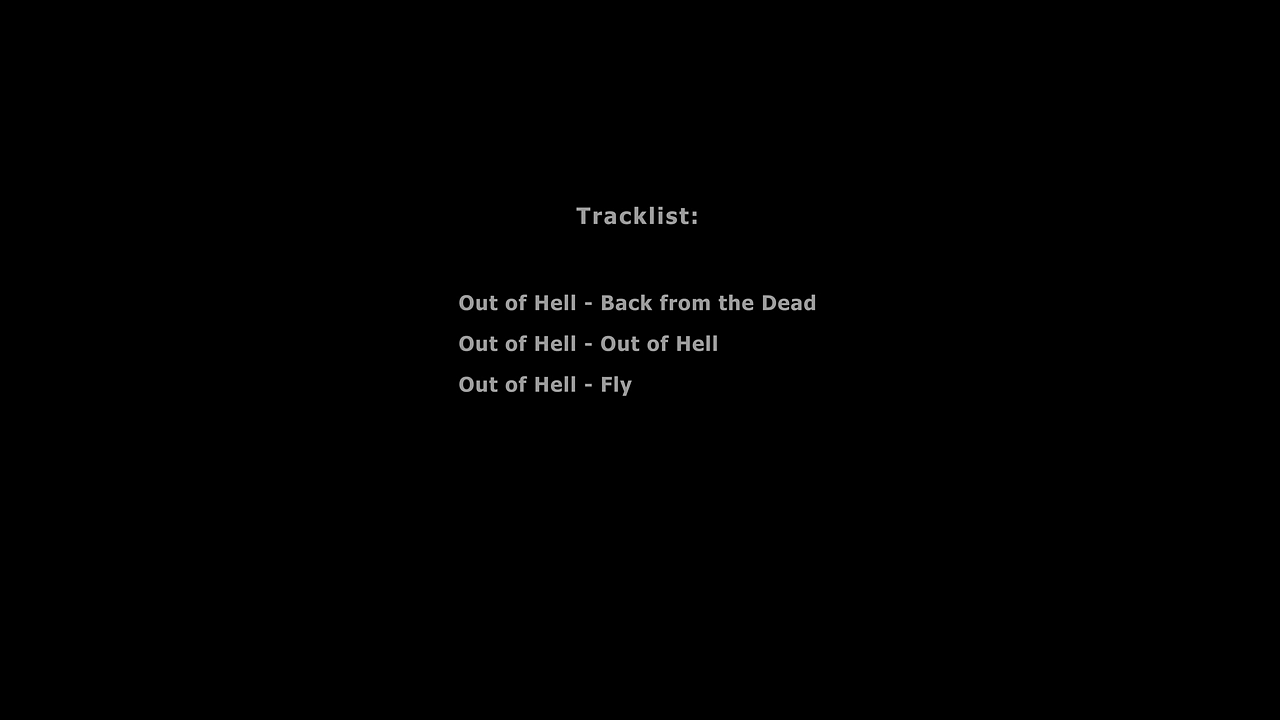 Tracklist:
Out of Hell - Back from the Dead
Out of Hell - Out of Hell
Out of Hell - Fly